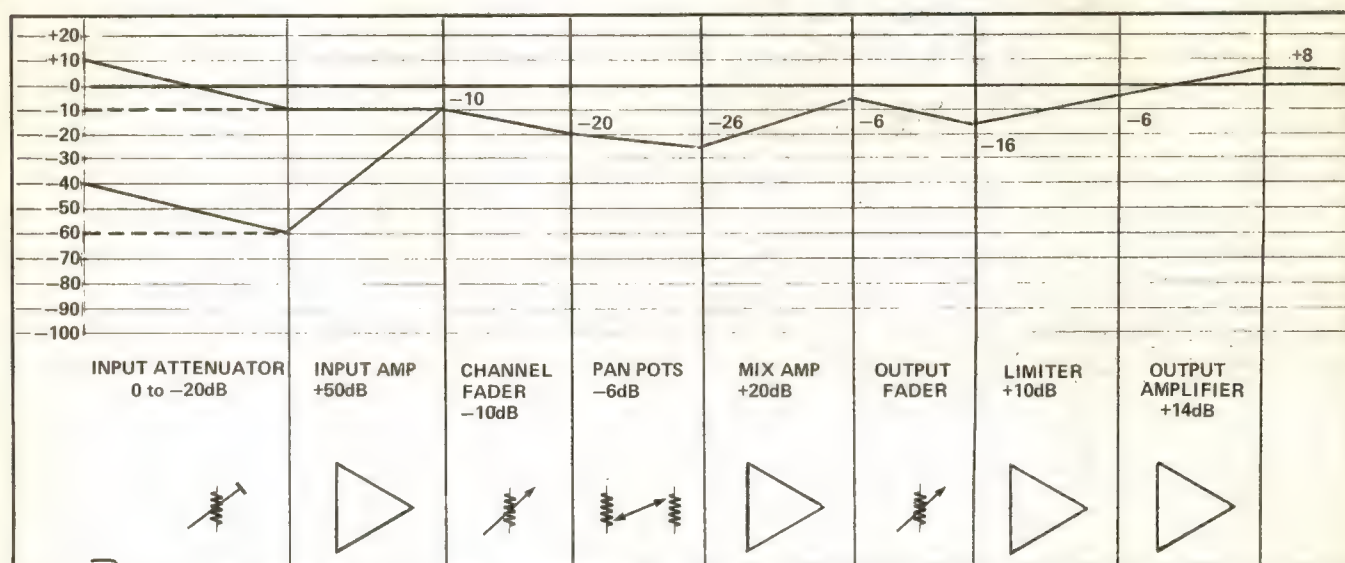 +20
+10
0
−10
−20
−30
−40
−50
−60
−70
−80
−90
−100
−10
−20
−26
−6
−16
−6
+8
INPUT ATTENUATOR
0 to −20dB
INPUT AMP
+50dB
CHANNEL
FADER
−10dB
PAN POTS
−6dB
MIX AMP
+20dB
OUTPUT
FADER
LIMITER
+10dB
OUTPUT
AMPLIFIER
+14dB